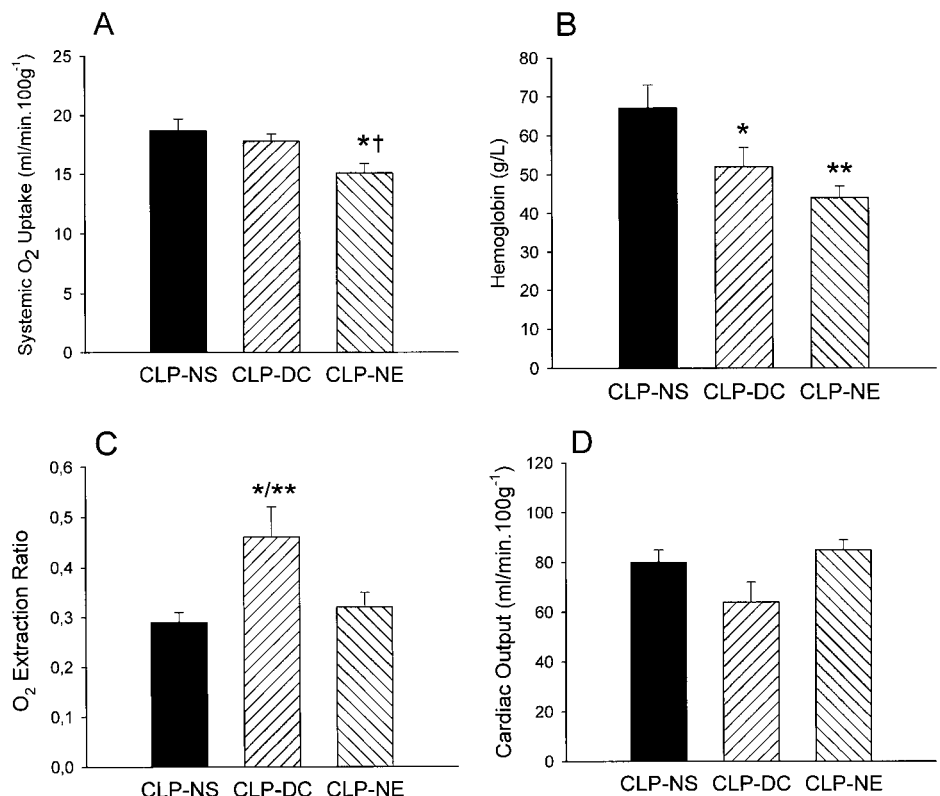 A
Systemic O2 Uptake (ml/min.100g-1)
25
20
15
10
5
0
*†
CLP-NS CLP-DC CLP-NE
B
Hemoglobin (g/L)
80
70
60
50
40
30
20
10
0
*
**
CLP-NS CLP-DC CLP-NE
C
O2 Extraction Ratio
0,6
0,5
0,4
0,3
0,2
0,1
0,0
*/**
CLP-NS CLP-DC CLP-NE
D
Cardiac Output (ml/min.100g-1)
120
100
80
60
40
20
0
CLP-NS CLP-DC CLP-NE